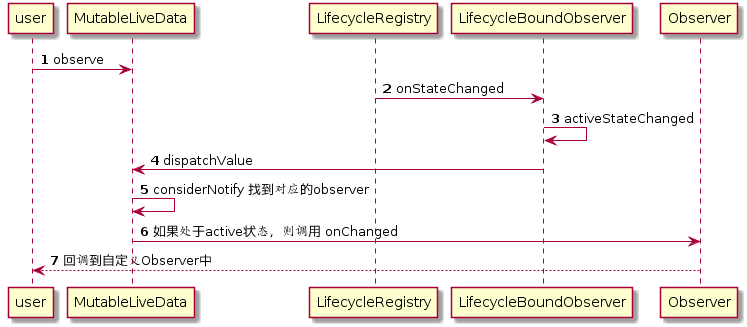 user MutableLiveData LifecycleRegistry LifecycleBoundObserver Observer
1 observe
2 onStateChanged
3 activeStateChanged
4 dispatchValue
5 considerNotify 找到对应的observer
6 如果处于active状态，则调用 onChanged
7 回调到自定义Observer中
user MutableLiveData LifecycleRegistry LifecycleBoundObserver Observer